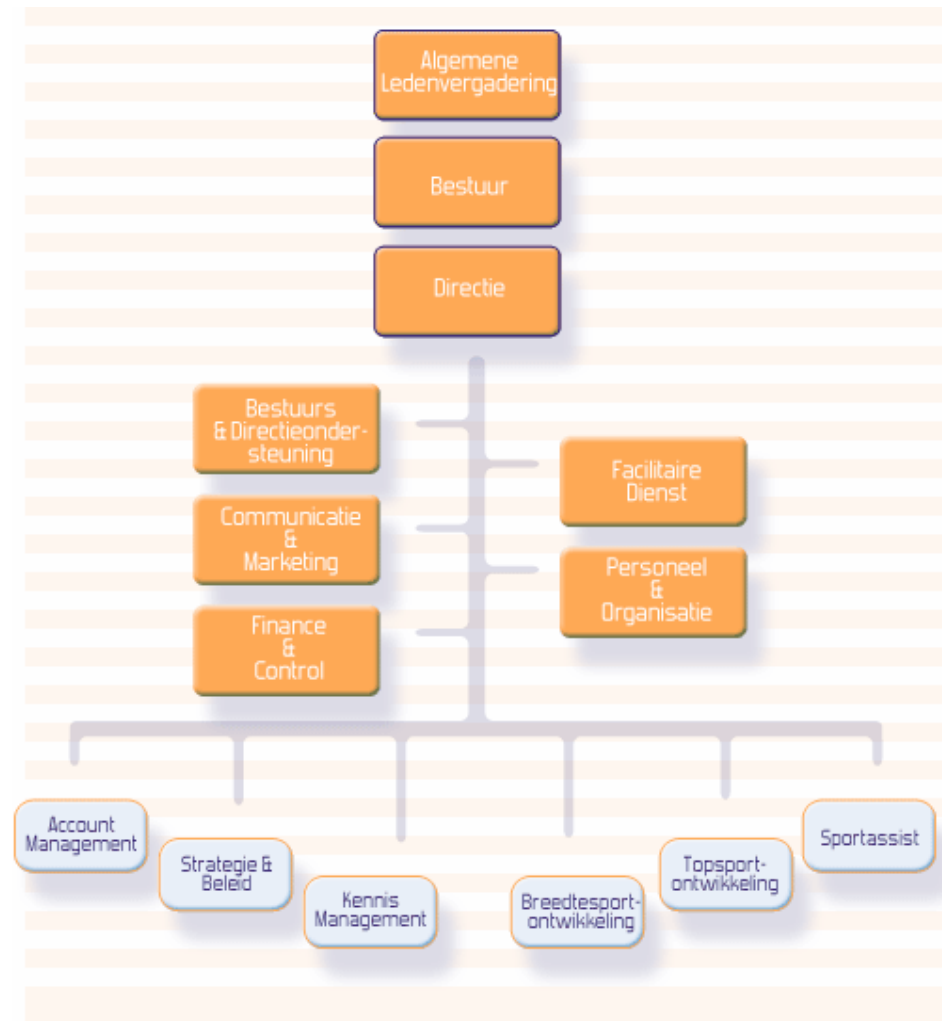 Algemene
Ledenvergadering
Bestuur
Directie
Bestuurs
& Directieonder-
steuning
Communicatie
&
Marketing
Finance
&
Control
Facilitaire
Dienst
Personeel
&
Organisatie
Account
Management
Strategie &
Beleid
Kennis
Management
Breedtesport-
ontwikkeling
Topsport-
ontwikkeling
Sportassist